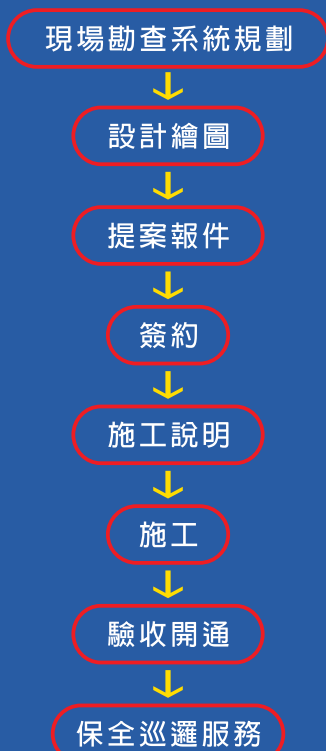 現場勘查系統規劃
設計繪圖
提案報件
簽約
施工說明
施工
驗收開通
保全巡邏服務